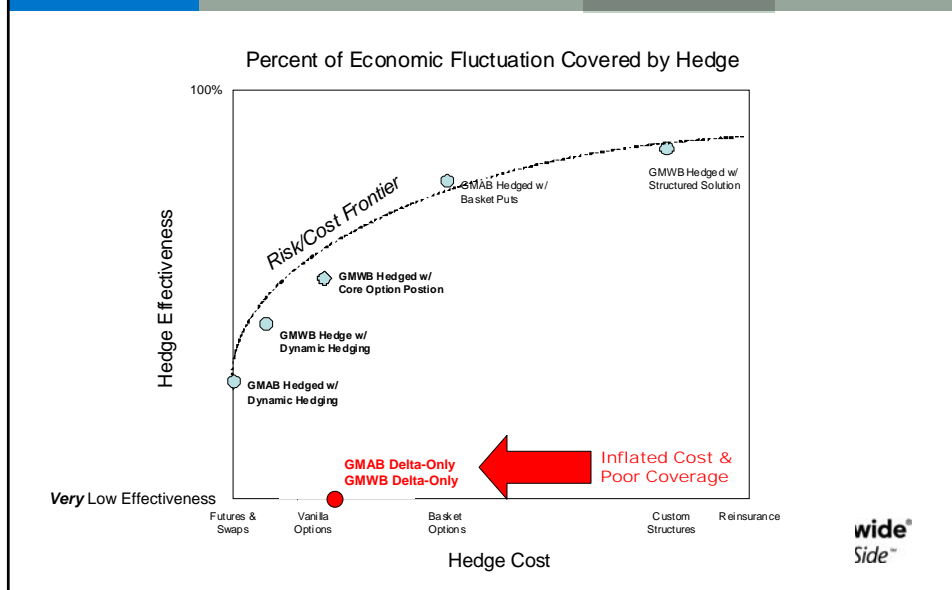 Percent of Economic Fluctuation Covered by Hedge
100%
Hedge Effectiveness
Risk/Cost Frontier
GMAB Hedged w/
Basket Puts
GMWB Hedged w/
Structured Solution
GMWB Hedged w/
Core Option Postion
GMWB Hedge w/
Dynamic Hedging
GMAB Hedged w/
Dynamic Hedging
GMAB Delta-Only
GMWB Delta-Only
Inflated Cost &
Poor Coverage
Very Low Effectiveness
Futures &
Swaps
Vanilla
Options
Basket
Options
Custom
Structures
Reinsurance
Hedge Cost
wide®
Side℠